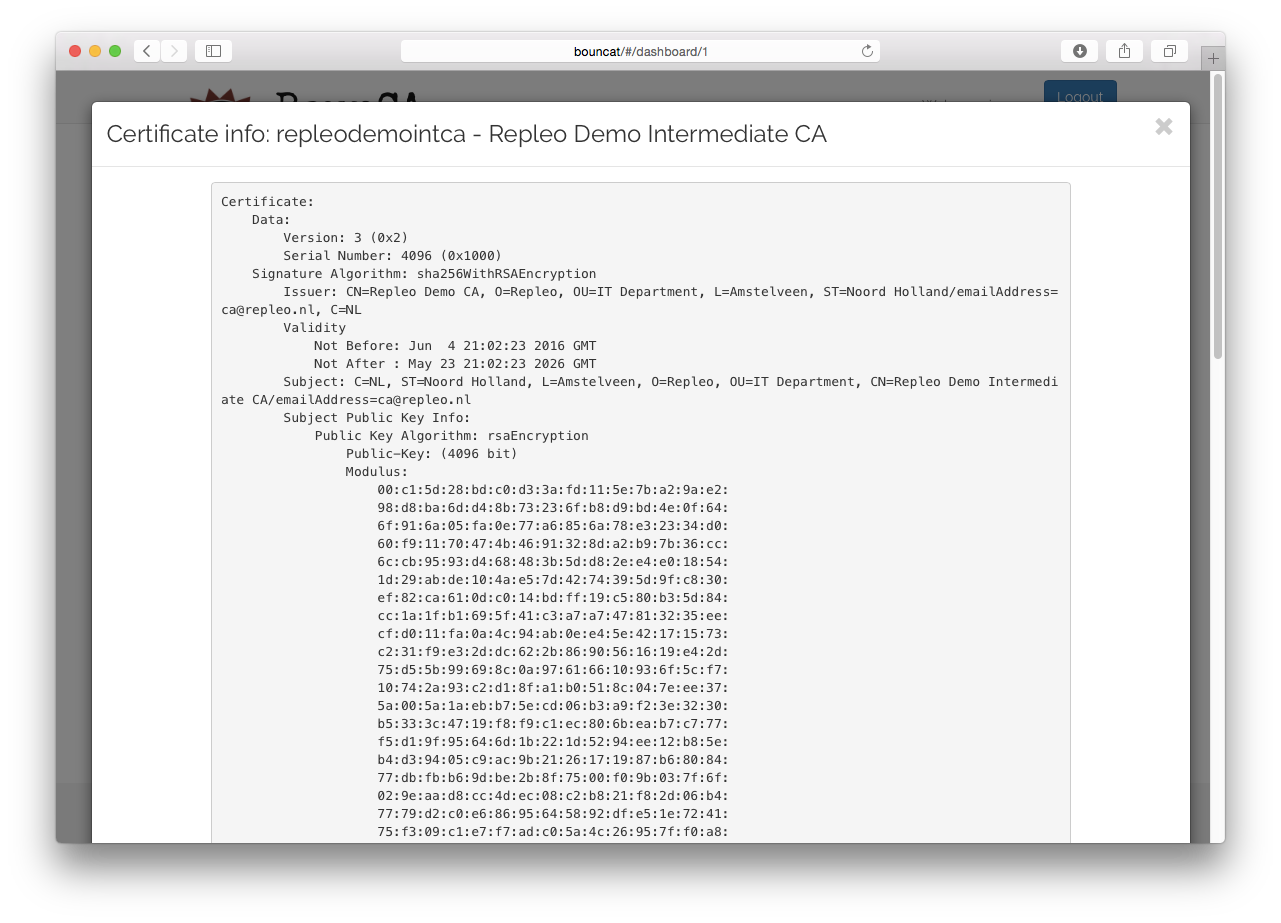 bouncat/#/dashboard/1
Logout
Certificate info: repleodemointca - Repleo Demo Intermediate CA
Certificate:
Data:
Version: 3 (0x2)
Serial Number: 4096 (0x1000)
Signature Algorithm: sha256WithRSAEncryption
Issuer: CN=Repleo Demo CA, O=Repleo, OU=IT Department, L=Amstelveen, ST=Noord Holland/emailAddress=
ca@repleo.nl, C=NL
Validity
Not Before: Jun  4 21:02:23 2016 GMT
Not After : May 23 21:02:23 2026 GMT
Subject: C=NL, ST=Noord Holland, L=Amstelveen, O=Repleo, OU=IT Department, CN=Repleo Demo Intermedi
ate CA/emailAddress=ca@repleo.nl
Subject Public Key Info:
Public Key Algorithm: rsaEncryption
Public-Key: (4096 bit)
Modulus:
00:c1:5d:28:bd:c0:d3:3a:fd:11:5e:7b:a2:9a:e2:
98:d8:ba:6d:d4:8b:73:23:6f:b8:d9:bd:4e:0f:64:
6f:91:6a:05:fa:0e:77:a6:85:6a:78:e3:23:34:d0:
60:f9:11:70:47:4b:46:91:32:8d:a2:b9:7b:36:cc:
6c:cb:95:93:d4:68:48:3b:5d:d8:2e:e4:e0:18:54:
1d:29:ab:de:10:4a:e5:7d:42:74:39:5d:9f:c8:30:
ef:82:ca:61:0d:c0:14:bd:ff:19:c5:80:b3:5d:84:
cc:1a:1f:b1:69:5f:41:c3:a7:a7:47:81:32:35:ee:
cf:d0:11:fa:0a:4c:94:ab:0e:e4:5e:42:17:15:73:
c2:31:f9:e3:2d:dc:62:2b:86:90:56:16:19:e4:2d:
75:d5:5b:99:69:8c:0a:97:61:66:10:93:6f:5c:f7:
10:74:2a:93:c2:d1:8f:a1:b0:51:8c:04:7e:ee:37:
5a:00:5a:1a:eb:b7:5e:cd:06:b3:a9:f2:3e:32:30:
b5:33:3c:47:19:f8:f9:c1:ec:80:6b:ea:b7:c7:77:
f5:d1:9f:95:64:6d:1b:22:1d:52:94:ee:12:b8:5e:
b4:d3:94:05:c9:ac:9b:21:26:17:19:87:b6:80:84:
77:db:fb:b6:9d:be:2b:8f:75:00:f0:9b:03:7f:6f:
02:9e:aa:d8:cc:4d:ec:08:c2:b8:21:f8:2d:06:b4:
77:79:d2:c0:e6:86:95:64:58:92:df:e5:1e:72:41:
75:f3:09:c1:e7:f7:ad:c0:5a:4c:26:95:7f:f0:a8: